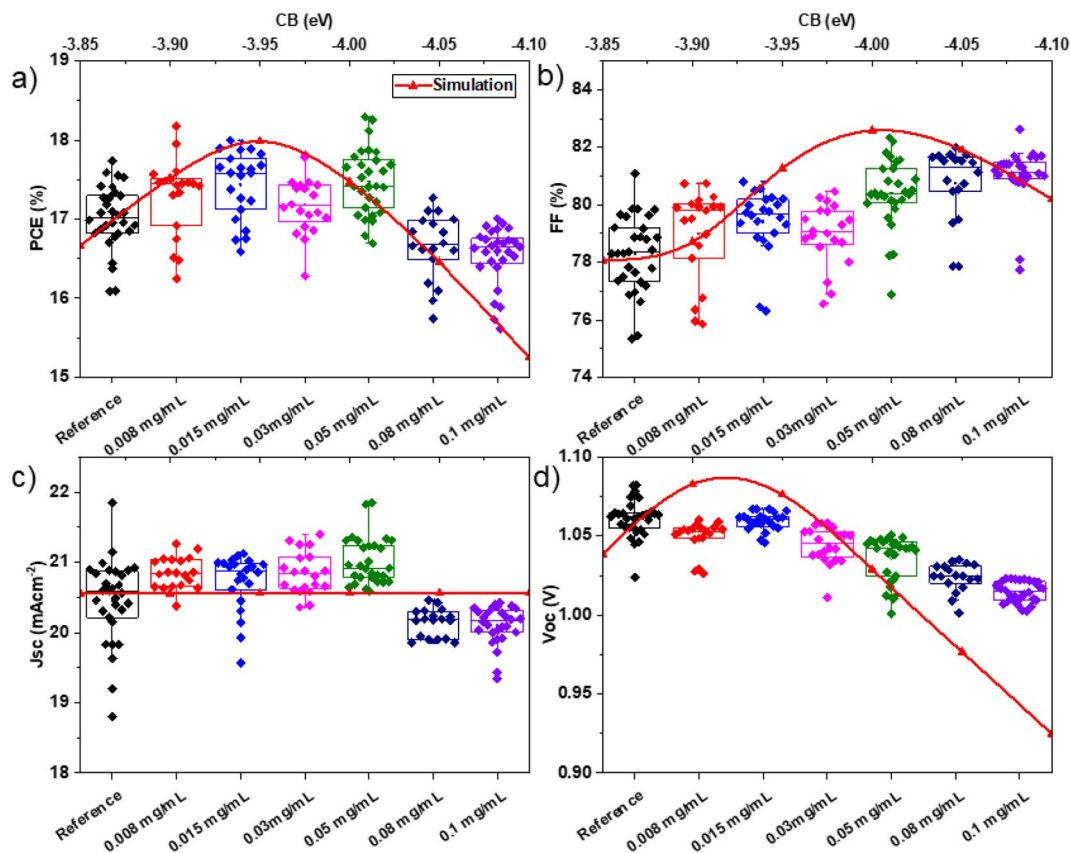 CB (eV)
-3.85 -3.90 -3.95 -4.00 -4.05 -4.10
a)
Simulation
PCE (%)
19
18
17
16
15
Reference 0.008 mg/mL 0.015 mg/mL 0.03mg/mL 0.05 mg/mL 0.08 mg/mL 0.1 mg/mL
CB (eV)
-3.85 -3.90 -3.95 -4.00 -4.05 -4.10
b)
FF (%)
84
82
80
78
76
74
Reference 0.008 mg/mL 0.015 mg/mL 0.03mg/mL 0.05 mg/mL 0.08 mg/mL 0.1 mg/mL
c)
Jsc (mAcm⁻²)
22
21
20
19
18
Reference 0.008 mg/mL 0.015 mg/mL 0.03mg/mL 0.05 mg/mL 0.08 mg/mL 0.1 mg/mL
d)
Voc (V)
1.10
1.05
1.00
0.95
0.90
Reference 0.008 mg/mL 0.015 mg/mL 0.03mg/mL 0.05 mg/mL 0.08 mg/mL 0.1 mg/mL